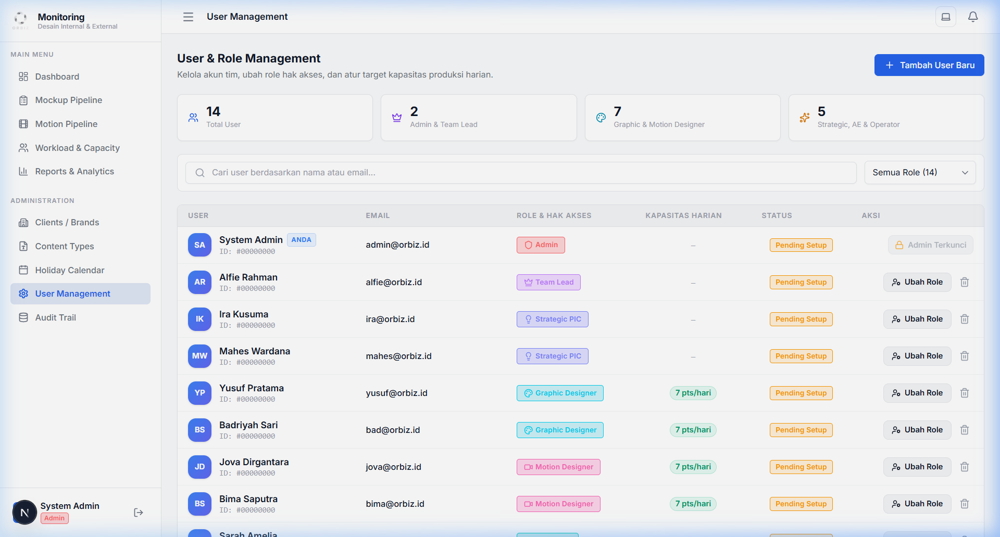 ORBIZ
Monitoring
Desain Internal & External
MAIN MENU
Dashboard
Mockup Pipeline
Motion Pipeline
Workload & Capacity
Reports & Analytics
ADMINISTRATION
Clients / Brands
Content Types
Holiday Calendar
User Management
Audit Trail
N
System Admin
Admin
User Management
User & Role Management
Kelola akun tim, ubah role hak akses, dan atur target kapasitas produksi harian.
Tambah User Baru
14
Total User
2
Admin & Team Lead
7
Graphic & Motion Designer
5
Strategic, AE & Operator
Cari user berdasarkan nama atau email...
Semua Role (14)
USER EMAIL ROLE & HAK AKSES KAPASITAS HARIAN STATUS AKSI
SA System Admin ANDA admin@orbiz.id Admin – Pending Setup Admin Terkunci
ID: #00000000
AR Alfie Rahman alfie@orbiz.id Team Lead – Pending Setup Ubah Role
ID: #00000000
IK Ira Kusuma ira@orbiz.id Strategic PIC – Pending Setup Ubah Role
ID: #00000000
MW Mahes Wardana mahes@orbiz.id Strategic PIC – Pending Setup Ubah Role
ID: #00000000
YP Yusuf Pratama yusuf@orbiz.id Graphic Designer 7 pts/hari Pending Setup Ubah Role
ID: #00000000
BS Badriyah Sari bad@orbiz.id Graphic Designer 7 pts/hari Pending Setup Ubah Role
ID: #00000000
JD Jova Dirgantara jova@orbiz.id Motion Designer 7 pts/hari Pending Setup Ubah Role
ID: #00000000
BS Bima Saputra bima@orbiz.id Motion Designer 7 pts/hari Pending Setup Ubah Role
ID: #00000000
Sarah Amelia